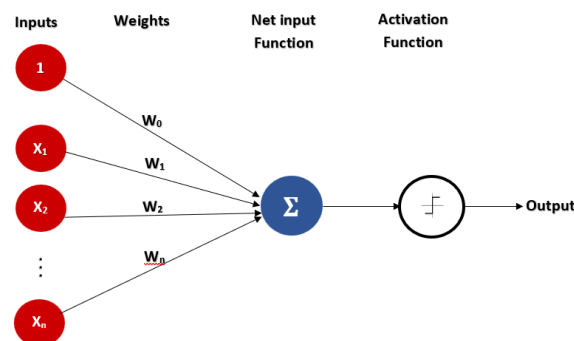 Inputs Weights Net input Function Activation Function
1
W₀
X₁
W₁
X₂
W₂
Σ
Output
⋮
Wn
Xn